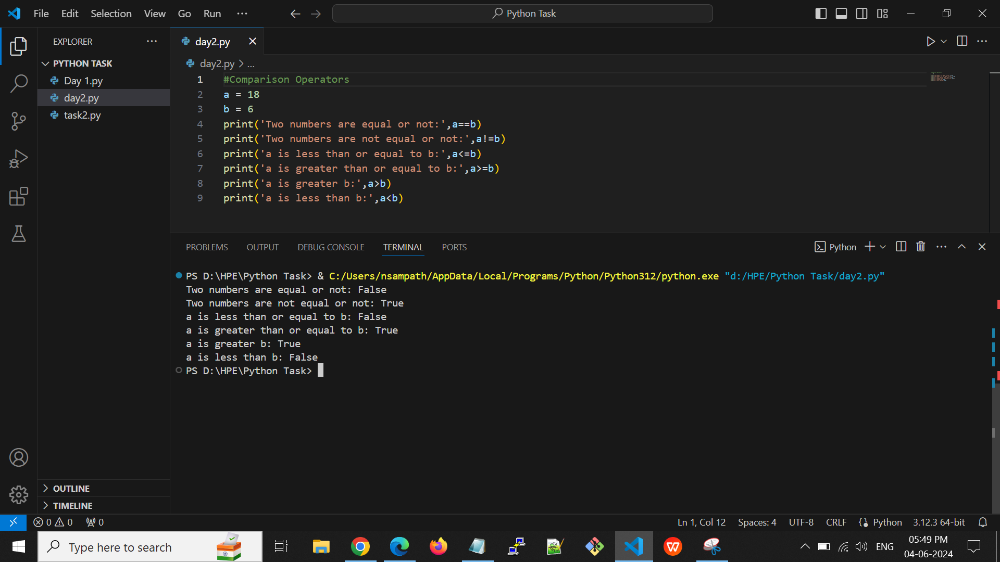 File Edit Selection View Go Run ···
Python Task
EXPLORER
PYTHON TASK
Day 1.py
day2.py
task2.py
OUTLINE
TIMELINE
day2.py
day2.py > ...
1 #Comparison Operators
2 a = 18
3 b = 6
4 print('Two numbers are equal or not:',a==b)
5 print('Two numbers are not equal or not:',a!=b)
6 print('a is less than or equal to b:',a<=b)
7 print('a is greater than or equal to b:',a>=b)
8 print('a is greater b:',a>b)
9 print('a is less than b:',a<b)
PROBLEMS OUTPUT DEBUG CONSOLE TERMINAL PORTS
Python
PS D:\HPE\Python Task> & C:/Users/nsampath/AppData/Local/Programs/Python/Python312/python.exe "d:/HPE/Python Task/day2.py"
Two numbers are equal or not: False
Two numbers are not equal or not: True
a is less than or equal to b: False
a is greater than or equal to b: True
a is greater b: True
a is less than b: False
PS D:\HPE\Python Task>
0 0 0
Ln 1, Col 12 Spaces: 4 UTF-8 CRLF Python 3.12.3 64-bit
Type here to search
ENG
05:49 PM
04-06-2024